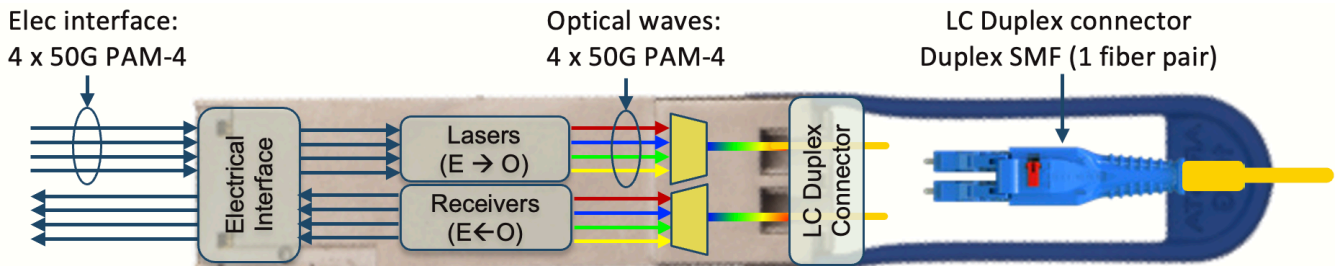 Elec interface:
4 x 50G PAM-4
Optical waves:
4 x 50G PAM-4
LC Duplex connector
Duplex SMF (1 fiber pair)
Electrical
Interface
Lasers
(E → O)
Receivers
(E←O)
LC Duplex
Connector